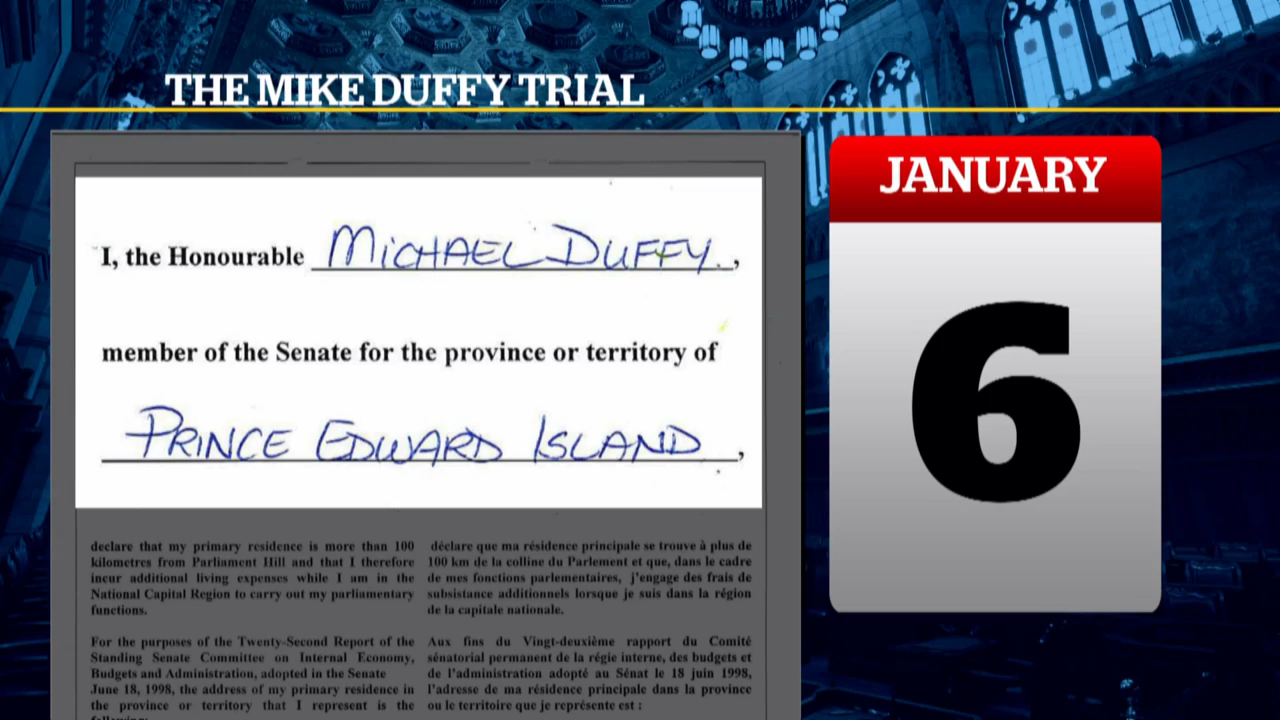 THE MIKE DUFFY TRIAL
I, the Honourable MICHAEL DUFFY,
member of the Senate for the province or territory of
PRINCE EDWARD ISLAND,
declare that my primary residence is more than 100
kilometres from Parliament Hill and that I therefore
incur additional living expenses while I am in the
National Capital Region to carry out my parliamentary
functions.
For the purposes of the Twenty-Second Report of the
Standing Senate Committee on Internal Economy,
Budgets and Administration, adopted in the Senate
June 18, 1998, the address of my primary residence in
the province or territory that I represent is the
following:
déclare que ma résidence principale se trouve à plus de
100 km de la colline du Parlement et que, dans le cadre
de mes fonctions parlementaires, j'engage des frais de
subsistance additionnels lorsque je suis dans la région
de la capitale nationale.
Aux fins du Vingt-deuxième rapport du Comité
sénatorial permanent de la régie interne, des budgets et
de l'administration adopté au Sénat le 18 juin 1998,
l'adresse de ma résidence principale dans la province
ou le territoire que je représente est :
JANUARY
6